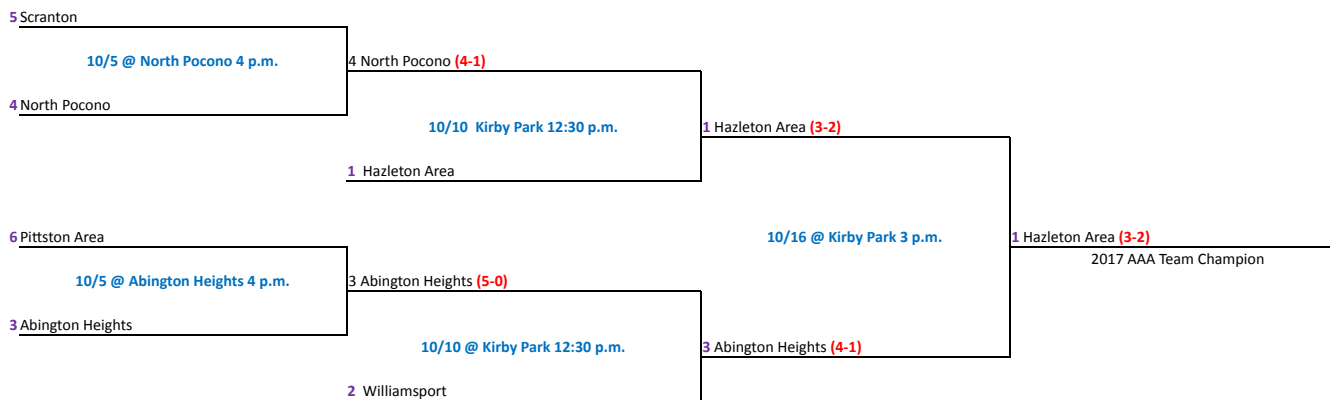 5 Scranton
10/5 @ North Pocono 4 p.m.
4 North Pocono (4-1)
4 North Pocono
10/10 Kirby Park 12:30 p.m.
1 Hazleton Area (3-2)
1 Hazleton Area
6 Pittston Area
10/16 @ Kirby Park 3 p.m.
1 Hazleton Area (3-2)
2017 AAA Team Champion
10/5 @ Abington Heights 4 p.m.
3 Abington Heights (5-0)
3 Abington Heights
10/10 @ Kirby Park 12:30 p.m.
3 Abington Heights (4-1)
2 Williamsport